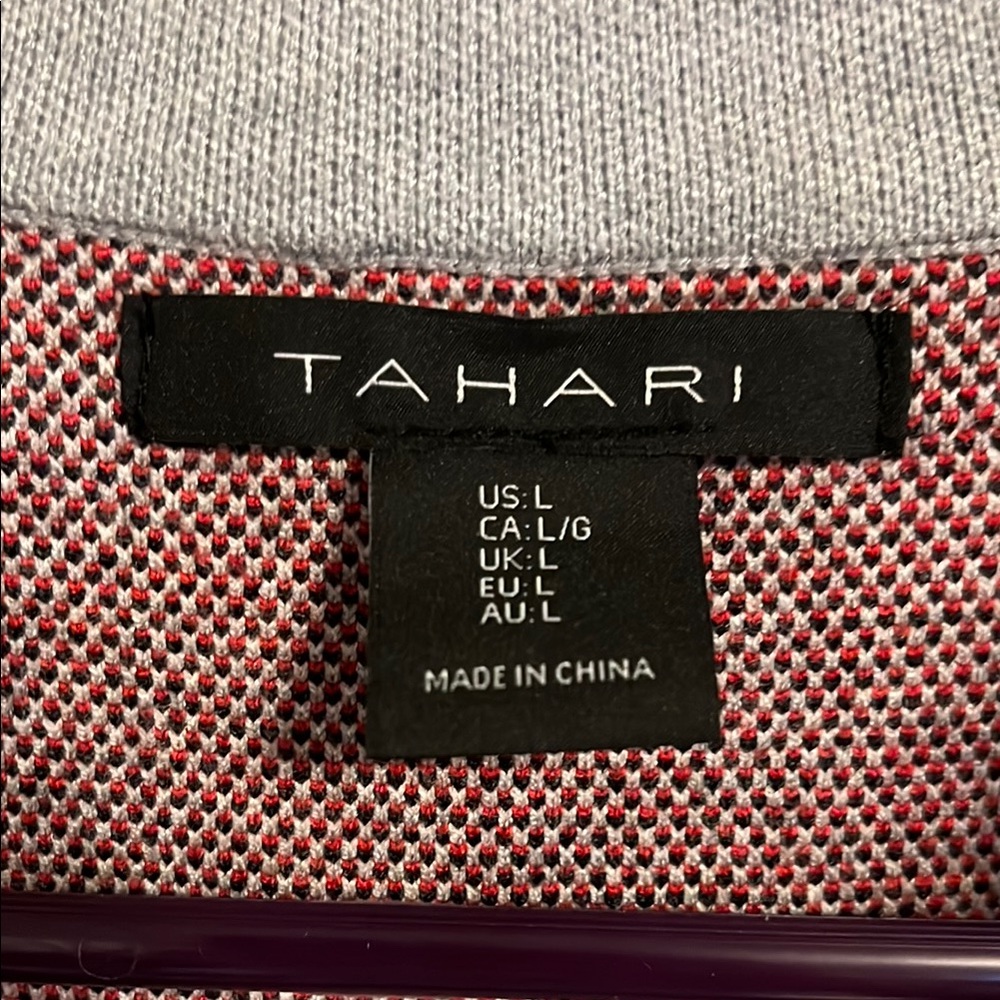 TAHARI
US: L
CA: L/G
UK: L
EU: L
AU: L
MADE IN CHINA